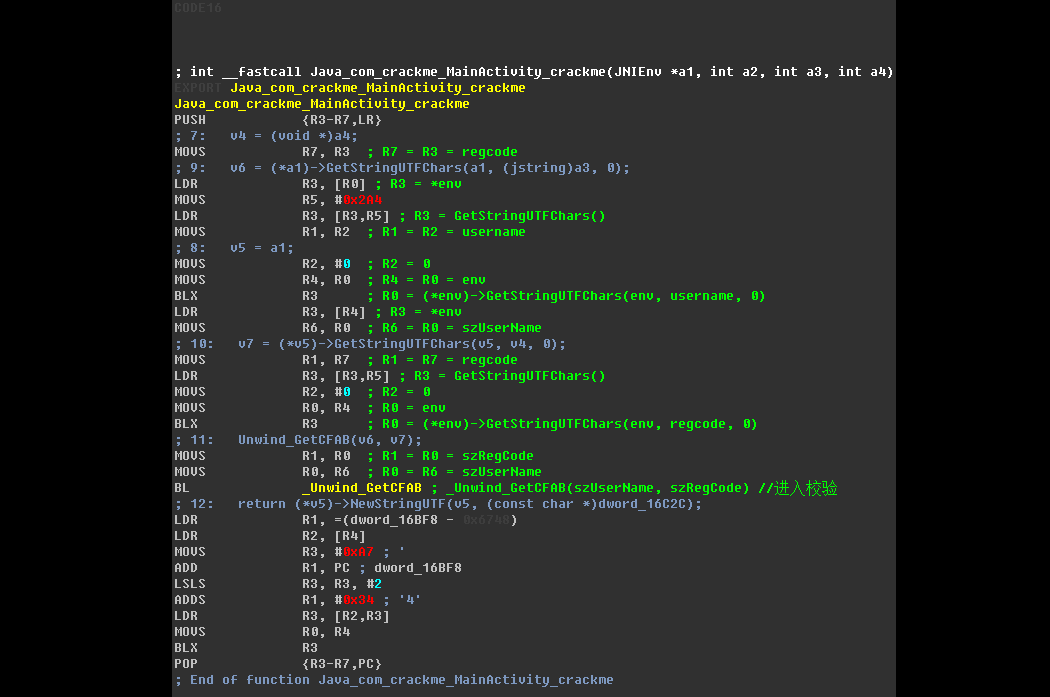 CODE16
; int __fastcall Java_com_crackme_MainActivity_crackme(JNIEnv *a1, int a2, int a3, int a4)
EXPORT Java_com_crackme_MainActivity_crackme
Java_com_crackme_MainActivity_crackme
PUSH {R3-R7,LR}
; 7: v4 = (void *)a4;
MOVS R7, R3 ; R7 = R3 = regcode
; 9: v6 = (*a1)->GetStringUTFChars(a1, (jstring)a3, 0);
LDR R3, [R0] ; R3 = *env
MOVS R5, #0x2A4
LDR R3, [R3,R5] ; R3 = GetStringUTFChars()
MOVS R1, R2 ; R1 = R2 = username
; 8: v5 = a1;
MOVS R2, #0 ; R2 = 0
MOVS R4, R0 ; R4 = R0 = env
BLX R3 ; R0 = (*env)->GetStringUTFChars(env, username, 0)
LDR R3, [R4] ; R3 = *env
MOVS R6, R0 ; R6 = R0 = szUserName
; 10: v7 = (*v5)->GetStringUTFChars(v5, v4, 0);
MOVS R1, R7 ; R1 = R7 = regcode
LDR R3, [R3,R5] ; R3 = GetStringUTFChars()
MOVS R2, #0 ; R2 = 0
MOVS R0, R4 ; R0 = env
BLX R3 ; R0 = (*env)->GetStringUTFChars(env, regcode, 0)
; 11: Unwind_GetCFAB(v6, v7);
MOVS R1, R0 ; R1 = R0 = szRegCode
MOVS R0, R6 ; R0 = R6 = szUserName
BL _Unwind_GetCFAB ; _Unwind_GetCFAB(szUserName, szRegCode) //进入校验
; 12: return (*v5)->NewStringUTF(v5, (const char *)dword_16C2C);
LDR R1, =(dword_16BF8 - 0x6748)
LDR R2, [R4]
MOVS R3, #0xA7 ; '
ADD R1, PC ; dword_16BF8
LSLS R3, R3, #2
ADDS R1, #0x34 ; '4'
LDR R3, [R2,R3]
MOVS R0, R4
BLX R3
POP {R3-R7,PC}
; End of function Java_com_crackme_MainActivity_crackme